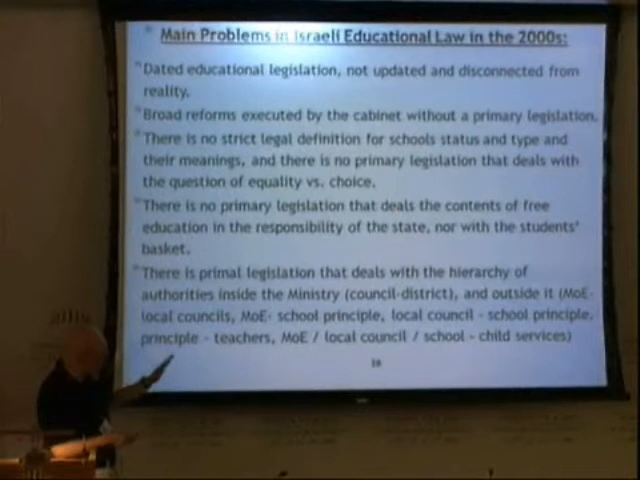 Main Problems in Israeli Educational Law in the 2000s:
Dated educational legislation, not updated and disconnected from
reality.
Broad reforms executed by the cabinet without a primary legislation.
There is no strict legal definition for schools status and type and
their meanings, and there is no primary legislation that deals with
the question of equality vs. choice.
There is no primary legislation that deals the contents of free
education in the responsibility of the state, nor with the students'
basket.
There is primal legislation that deals with the hierarchy of
authorities inside the Ministry (council-district), and outside it (MoE-
local councils, MoE- school principle, local council - school principle,
principle - teachers, MoE / local council / school - child services)